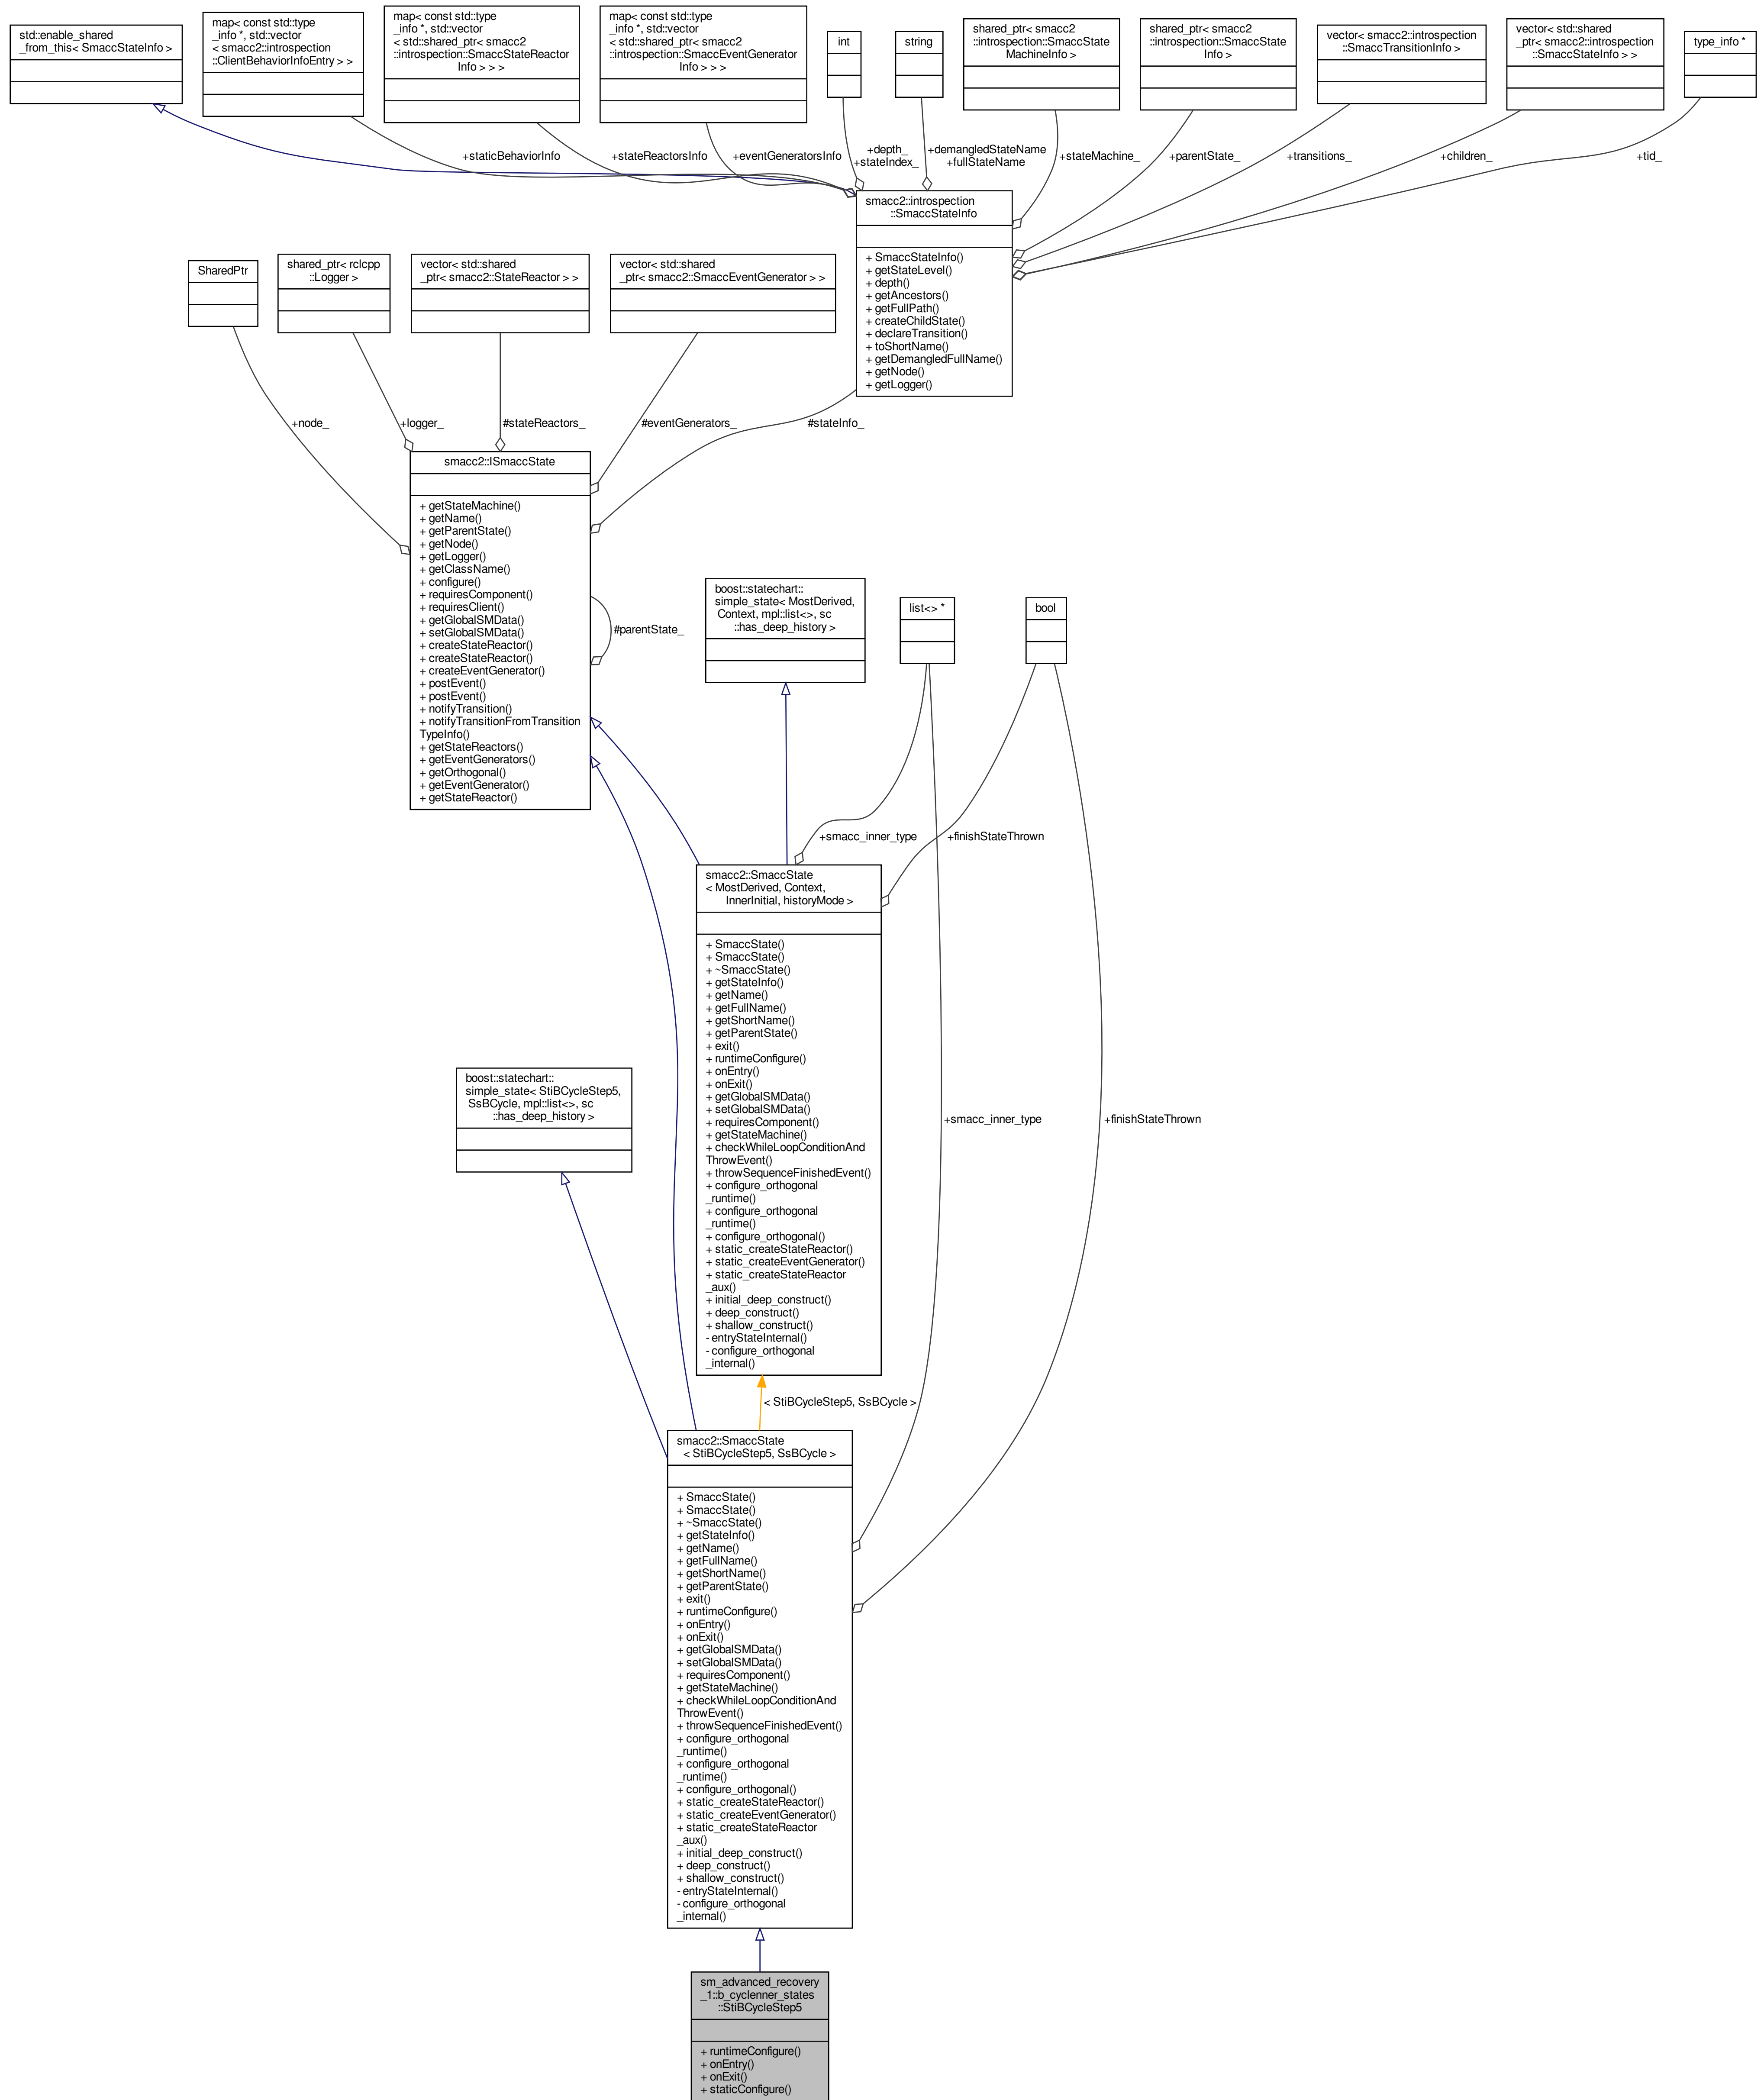 std::enable_shared
_from_this< SmaccStateInfo >
map< const std::type
_info *, std::vector
< smacc2::introspection
::ClientBehaviorInfoEntry > >
map< const std::type
_info *, std::vector
< std::shared_ptr< smacc2
::introspection::SmaccStateReactor
Info > > >
map< const std::type
_info *, std::vector
< std::shared_ptr< smacc2
::introspection::SmaccEventGenerator
Info > > >
int
string
shared_ptr< smacc2
::introspection::SmaccState
MachineInfo >
shared_ptr< smacc2
::introspection::SmaccState
Info >
vector< smacc2::introspection
::SmaccTransitionInfo >
vector< std::shared
_ptr< smacc2::introspection
::SmaccStateInfo > >
type_info *
+staticBehaviorInfo
+stateReactorsInfo
+eventGeneratorsInfo
+depth_
+stateIndex_
+demangledStateName
+fullStateName
+stateMachine_
+parentState_
+transitions_
+children_
+tid_
smacc2::introspection
::SmaccStateInfo
+ SmaccStateInfo()
+ getStateLevel()
+ depth()
+ getAncestors()
+ getFullPath()
+ createChildState()
+ declareTransition()
+ toShortName()
+ getDemangledFullName()
+ getNode()
+ getLogger()
SharedPtr
shared_ptr< rclcpp
::Logger >
vector< std::shared
_ptr< smacc2::StateReactor > >
vector< std::shared
_ptr< smacc2::SmaccEventGenerator > >
+node_
+logger_
#stateReactors_
#eventGenerators_
#stateInfo_
smacc2::ISmaccState
+ getStateMachine()
+ getName()
+ getParentState()
+ getNode()
+ getLogger()
+ getClassName()
+ configure()
+ requiresComponent()
+ requiresClient()
+ getGlobalSMData()
+ setGlobalSMData()
+ createStateReactor()
+ createStateReactor()
+ createEventGenerator()
+ postEvent()
+ postEvent()
+ notifyTransition()
+ notifyTransitionFromTransition
TypeInfo()
+ getStateReactors()
+ getEventGenerators()
+ getOrthogonal()
+ getEventGenerator()
+ getStateReactor()
#parentState_
boost::statechart::
simple_state< MostDerived,
Context, mpl::list<>, sc
::has_deep_history >
list<> *
bool
+smacc_inner_type
+finishStateThrown
smacc2::SmaccState
< MostDerived, Context,
InnerInitial, historyMode >
+ SmaccState()
+ SmaccState()
+ ~SmaccState()
+ getStateInfo()
+ getName()
+ getFullName()
+ getShortName()
+ getParentState()
+ exit()
+ runtimeConfigure()
+ onEntry()
+ onExit()
+ getGlobalSMData()
+ setGlobalSMData()
+ requiresComponent()
+ getStateMachine()
+ checkWhileLoopConditionAnd
ThrowEvent()
+ throwSequenceFinishedEvent()
+ configure_orthogonal
_runtime()
+ configure_orthogonal
_runtime()
+ configure_orthogonal()
+ static_createStateReactor()
+ static_createEventGenerator()
+ static_createStateReactor
_aux()
+ initial_deep_construct()
+ deep_construct()
+ shallow_construct()
- entryStateInternal()
- configure_orthogonal
_internal()
boost::statechart::
simple_state< StiBCycleStep5,
SsBCycle, mpl::list<>, sc
::has_deep_history >
+smacc_inner_type
+finishStateThrown
< StiBCycleStep5, SsBCycle >
smacc2::SmaccState
< StiBCycleStep5, SsBCycle >
+ SmaccState()
+ SmaccState()
+ ~SmaccState()
+ getStateInfo()
+ getName()
+ getFullName()
+ getShortName()
+ getParentState()
+ exit()
+ runtimeConfigure()
+ onEntry()
+ onExit()
+ getGlobalSMData()
+ setGlobalSMData()
+ requiresComponent()
+ getStateMachine()
+ checkWhileLoopConditionAnd
ThrowEvent()
+ throwSequenceFinishedEvent()
+ configure_orthogonal
_runtime()
+ configure_orthogonal
_runtime()
+ configure_orthogonal()
+ static_createStateReactor()
+ static_createEventGenerator()
+ static_createStateReactor
_aux()
+ initial_deep_construct()
+ deep_construct()
+ shallow_construct()
- entryStateInternal()
- configure_orthogonal
_internal()
sm_advanced_recovery
_1::b_cyclenner_states
::StiBCycleStep5
+ runtimeConfigure()
+ onEntry()
+ onExit()
+ staticConfigure()